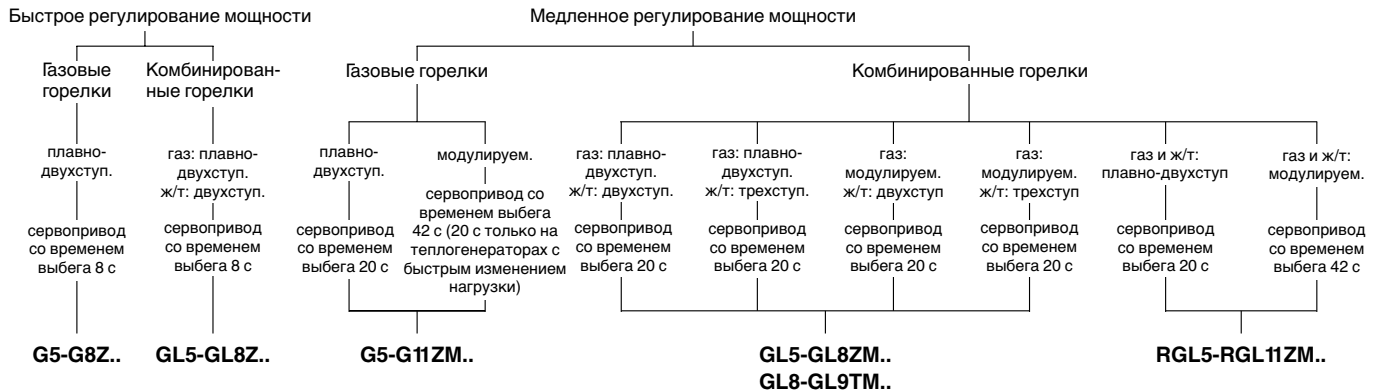 Быстрое регулирование мощности
Медленное регулирование мощности
Газовые
горелки
Комбинирован-
ные горелки
Газовые горелки
Комбинированные горелки
плавно-
двухступ.
газ: плавно-
двухступ.
ж/т: двухступ.
плавно-
двухступ.
модулируем.
газ: плавно-
двухступ.
ж/т: двухступ.
газ: плавно-
двухступ.
ж/т: трехступ.
газ:
модулируем.
ж/т: двухступ
газ:
модулируем.
ж/т: трехступ
газ и ж/т:
плавно-двухступ
газ и ж/т:
модулируем.
сервопривод
со временем
выбега 8 с
сервопривод
со временем
выбега 8 с
сервопривод
со временем
выбега 20 с
сервопривод со
временем выбега
42 с (20 с только на
теплогенераторах с
быстрым изменением
нагрузки)
сервопривод
со временем
выбега 20 с
сервопривод
со временем
выбега 20 с
сервопривод
со временем
выбега 20 с
сервопривод
со временем
выбега 20 с
сервопривод
со временем
выбега 20 с
сервопривод
со временем
выбега 42 с
G5-G8Z..
GL5-GL8Z..
G5-G11ZM..
GL5-GL8ZM..
GL8-GL9TM..
RGL5-RGL11ZM..